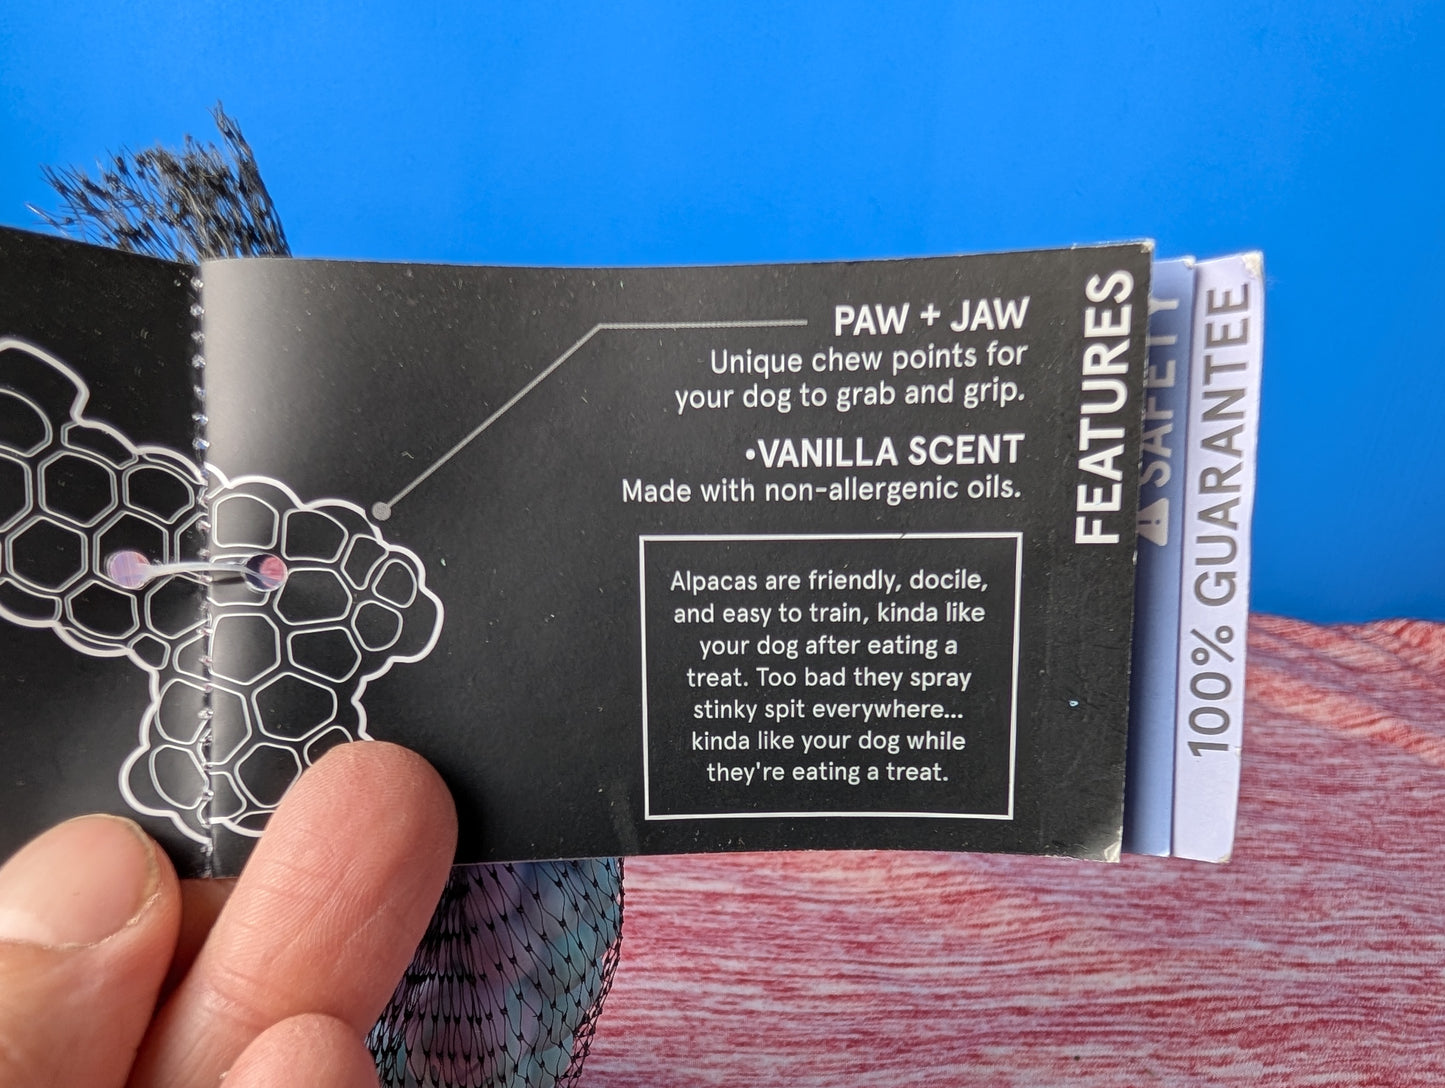 PAW + JAW
Unique chew points for
your dog to grab and grip.
•VANILLA SCENT
Made with non-allergenic oils.
Alpacas are friendly, docile,
and easy to train, kinda like
your dog after eating a
treat. Too bad they spray
stinky spit everywhere...
kinda like your dog while
they're eating a treat.
FEATURES
SAFETY
100% GUARANTEE